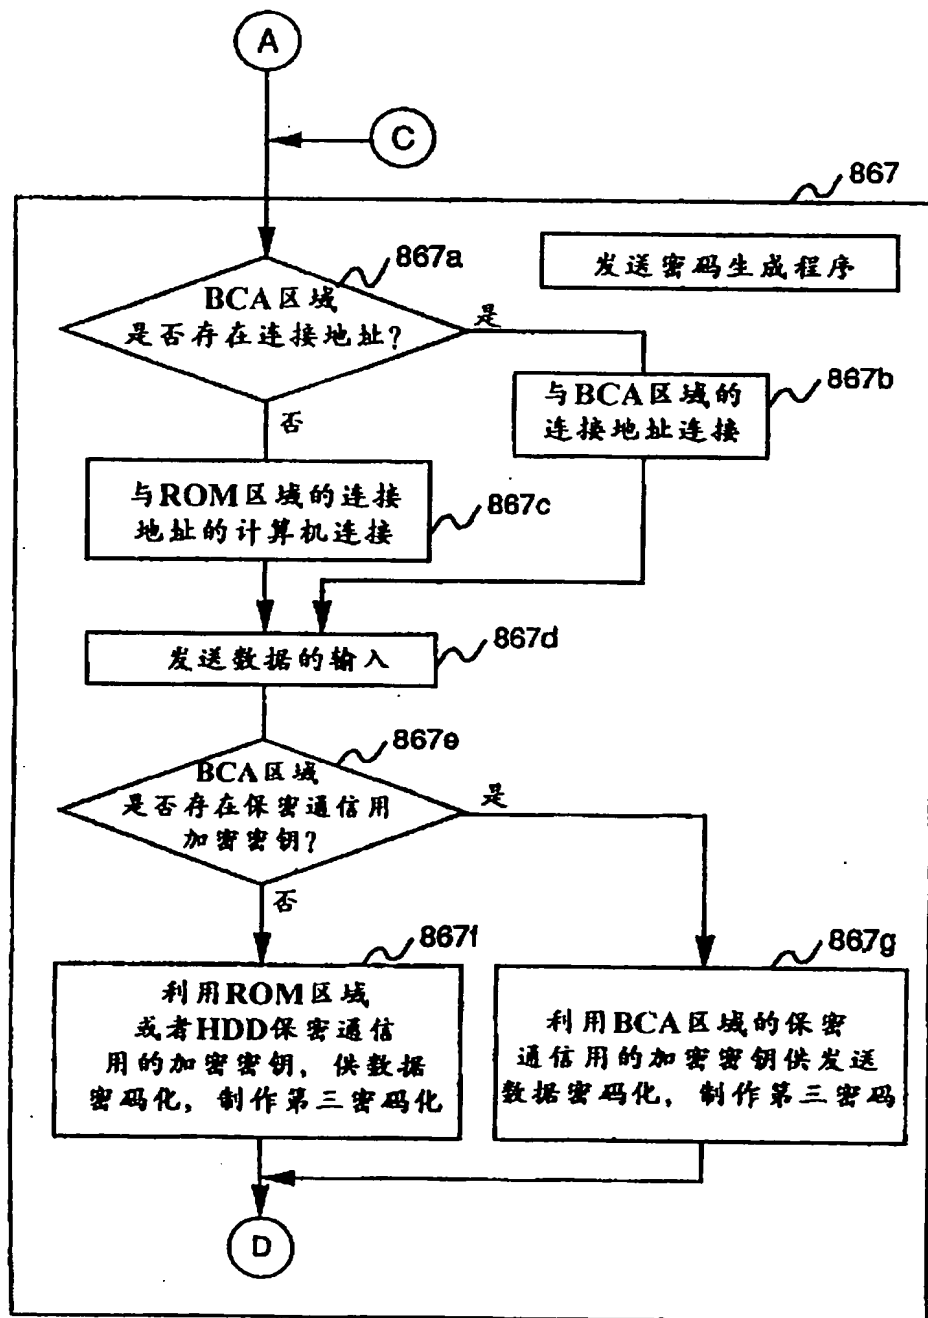 A
C
867
发送密码生成程序
867a
BCA区域
是否存在连接地址?
是
867b
与BCA区域的
连接地址连接
否
与ROM区域的连接
地址的计算机连接
867c
发送数据的输入
867d
867e
BCA区域
是否存在保密通信用
加密密钥?
是
否
867f
利用ROM区域
或者HDD保密通信
用的加密密钥, 供数据
密码化, 制作第三密码化
867g
利用BCA区域的保密
通信用的加密密钥供发送
数据密码化, 制作第三密码
D